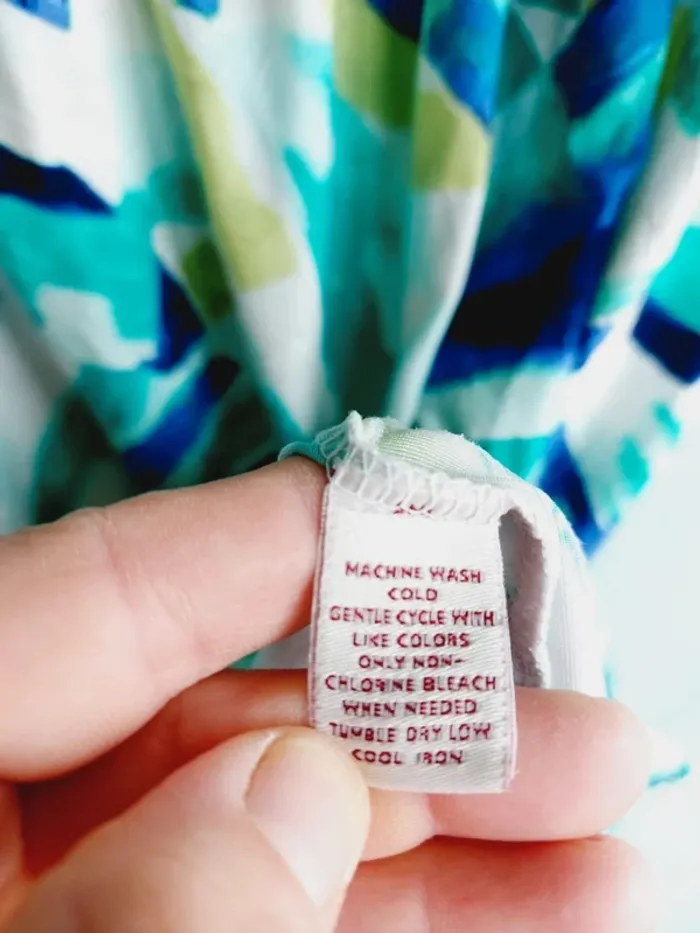 MACHINE WASH
COLD
GENTLE CYCLE WITH
LIKE COLORS
ONLY NON-
CHLORINE BLEACH
WHEN NEEDED
TUMBLE DRY LOW
COOL IRON